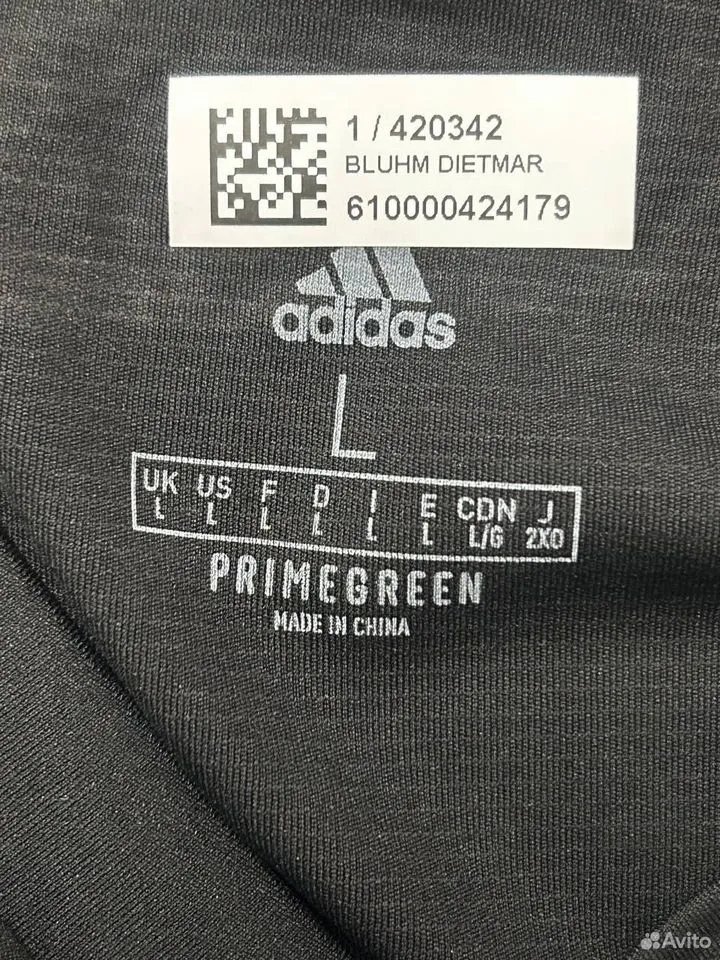 1 / 420342
BLUHM DIETMAR
610000424179
adidas
L
UK US F D I E CDN J
L L L L L L L/G 2XO
PRIMEGREEN
MADE IN CHINA
Avito